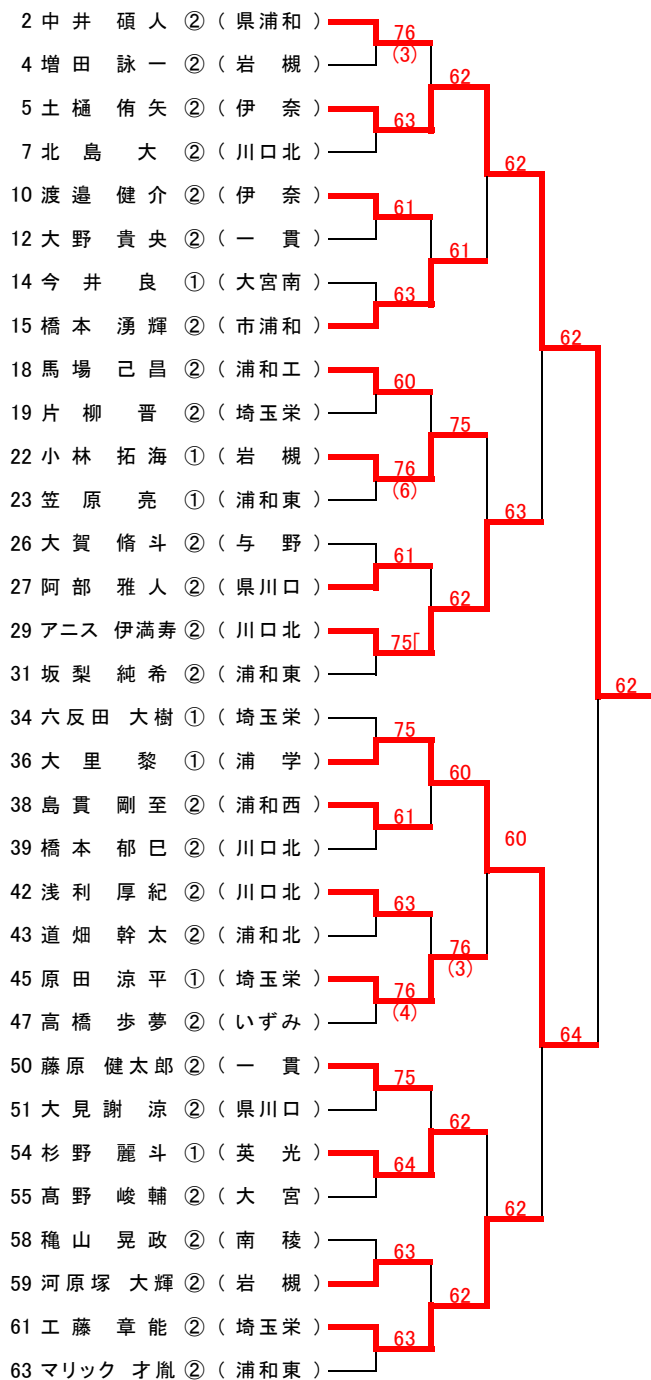 2 中井 碩人 ② ( 県浦和 )
76
(3)
4 増田 詠一 ② ( 岩槻 )
62
5 土樋 侑矢 ② ( 伊奈 )
63
7 北島 大 ② ( 川口北 )
62
10 渡邉 健介 ② ( 伊奈 )
61
12 大野 貴央 ② ( 一貫 )
61
14 今井 良 ① ( 大宮南 )
63
15 橋本 湧輝 ② ( 市浦和 )
62
18 馬場 己昌 ② ( 浦和工 )
60
19 片柳 晋 ② ( 埼玉栄 )
75
22 小林 拓海 ① ( 岩槻 )
76
(6)
23 笠原 亮 ① ( 浦和東 )
63
26 大賀 脩斗 ② ( 与野 )
61
27 阿部 雅人 ② ( 県川口 )
62
29 アニス 伊満寿 ② ( 川口北 )
75｢
31 坂梨 純希 ② ( 浦和東 )
62
34 六反田 大樹 ① ( 埼玉栄 )
75
36 大里 黎 ① ( 浦学 )
60
38 島貫 剛至 ② ( 浦和西 )
61
39 橋本 郁巳 ② ( 川口北 )
60
42 浅利 厚紀 ② ( 川口北 )
63
43 道畑 幹太 ② ( 浦和北 )
76
(3)
45 原田 涼平 ① ( 埼玉栄 )
76
(4)
47 高橋 歩夢 ② ( いずみ )
64
50 藤原 健太郎 ② ( 一貫 )
75
51 大見謝 涼 ② ( 県川口 )
62
54 杉野 麗斗 ① ( 英光 )
64
55 髙野 峻輔 ② ( 大宮 )
62
58 穐山 晃政 ② ( 南稜 )
63
59 河原塚 大輝 ② ( 岩槻 )
62
61 工藤 章能 ② ( 埼玉栄 )
63
63 マリック 才胤 ② ( 浦和東 )